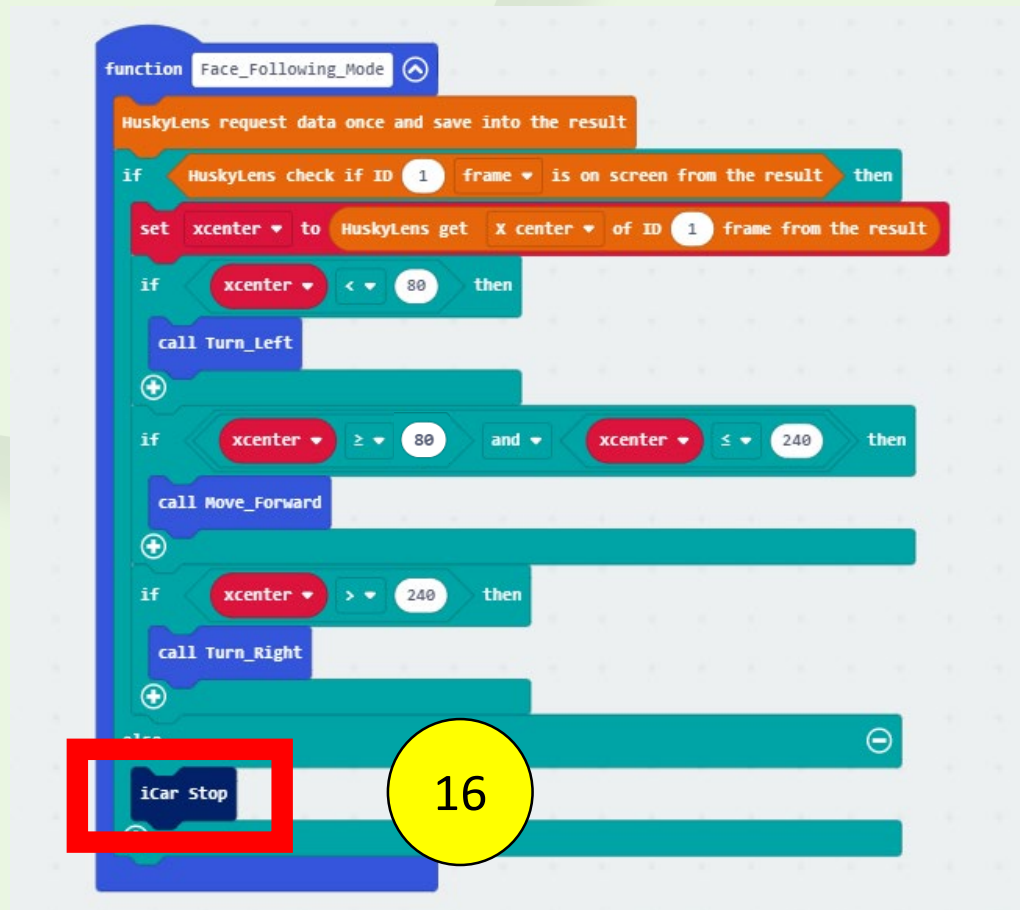 function Face_Following_Mode
HuskyLens request data once and save into the result
if HuskyLens check if ID 1 frame is on screen from the result then
set xcenter to HuskyLens get X center of ID 1 frame from the result
if xcenter < 80 then
call Turn_Left
if xcenter ≥ 80 and xcenter ≤ 240 then
call Move_Forward
if xcenter > 240 then
call Turn_Right
else
iCar Stop
16